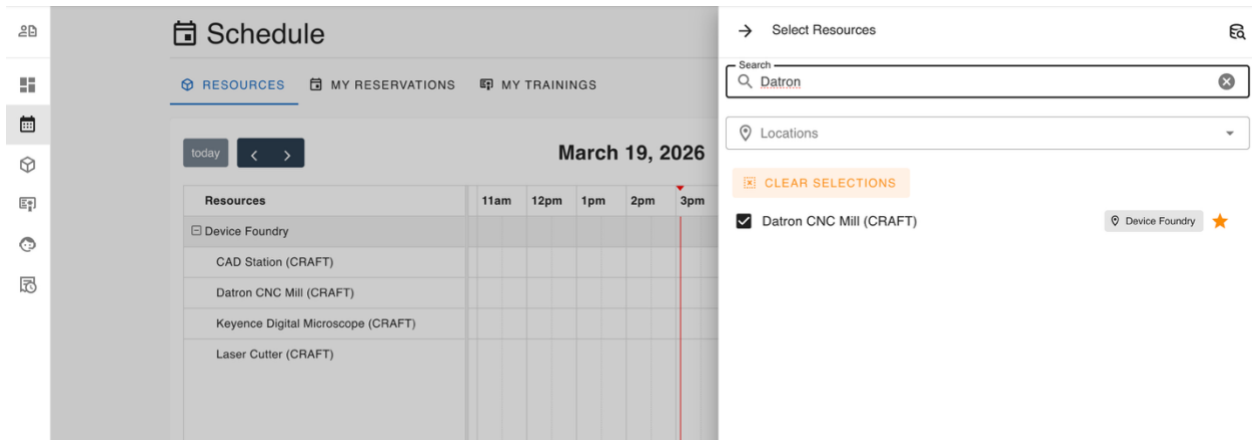 Schedule
RESOURCES
MY RESERVATIONS
MY TRAININGS
today
March 19, 2026
Resources
11am
12pm
1pm
2pm
3pm
Device Foundry
CAD Station (CRAFT)
Datron CNC Mill (CRAFT)
Keyence Digital Microscope (CRAFT)
Laser Cutter (CRAFT)
Select Resources
Search
Datron
Locations
CLEAR SELECTIONS
Datron CNC Mill (CRAFT)
Device Foundry